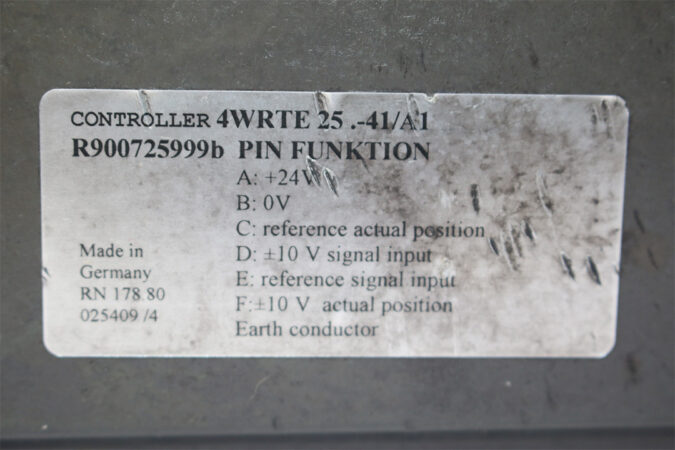 CONTROLLER 4WRTE 25 .-41/A1
R900725999b PIN FUNKTION
A: +24V
B: 0V
C: reference actual position
D: ±10 V signal input
E: reference signal input
F:±10 V actual position
Earth conductor
Made in
Germany
RN 178.80
025409 /4